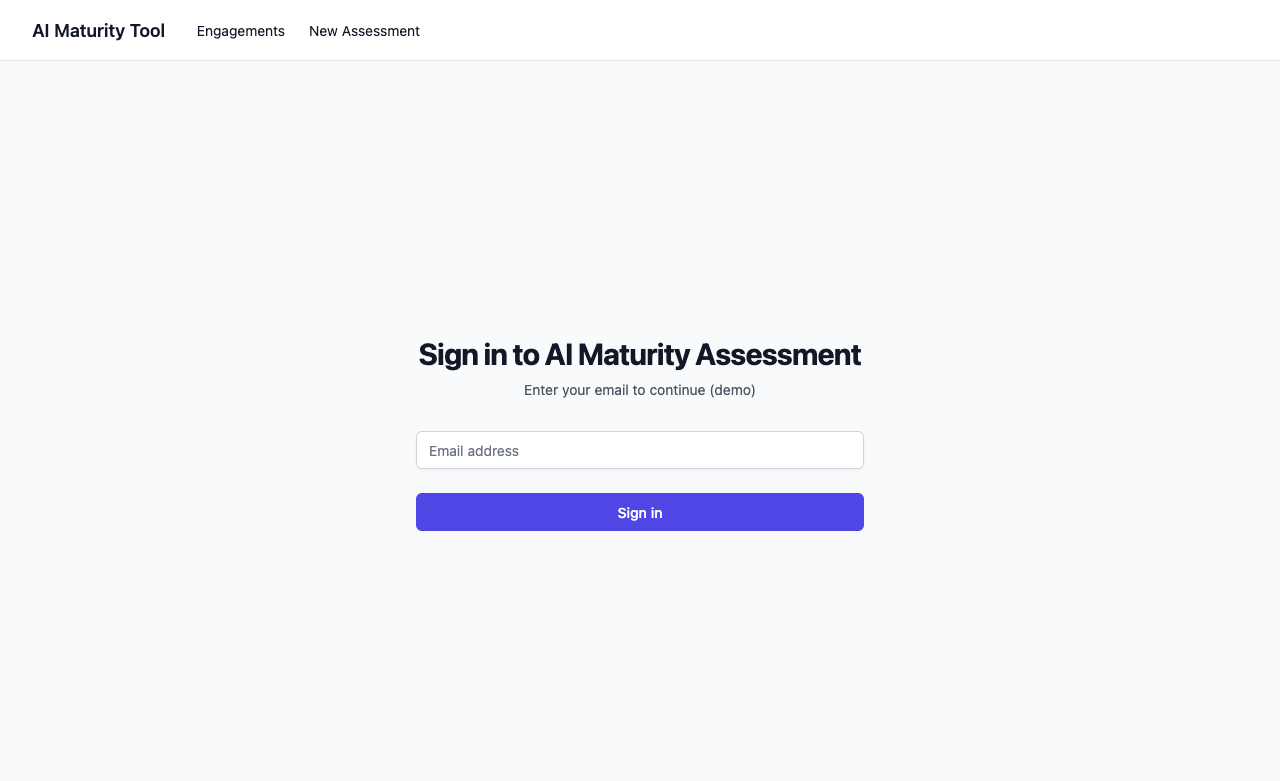 AI Maturity Tool
Engagements
New Assessment
Sign in to AI Maturity Assessment
Enter your email to continue (demo)
Email address
Sign in